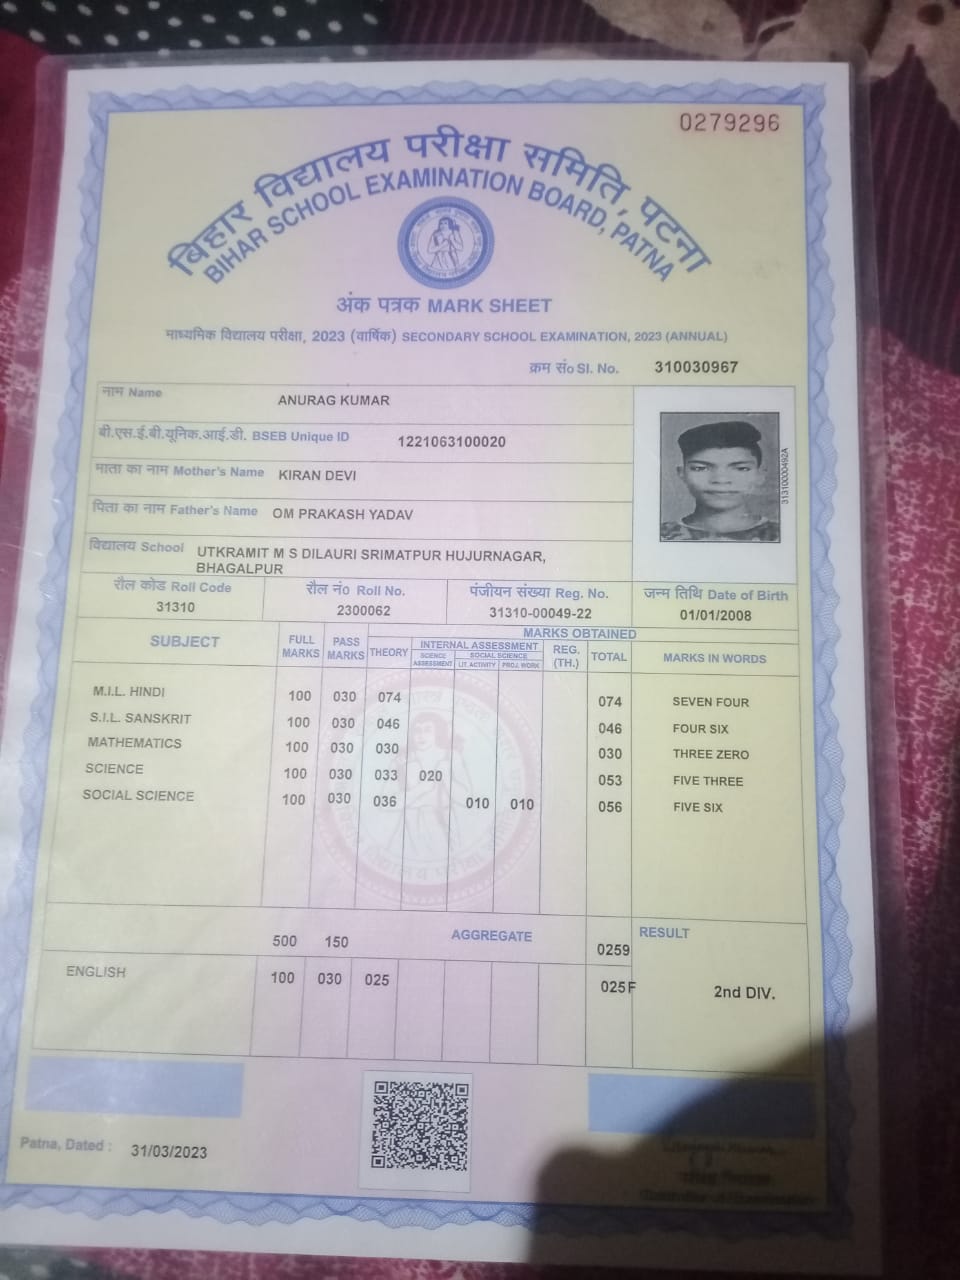 0279296
बिहार विद्यालय परीक्षा समिति, पटना
BIHAR SCHOOL EXAMINATION BOARD, PATNA
अंक पत्रक MARK SHEET
माध्यमिक विद्यालय परीक्षा, 2023 (वार्षिक) SECONDARY SCHOOL EXAMINATION, 2023 (ANNUAL)
क्रम सं० Sl. No. 310030967
नाम Name ANURAG KUMAR
बी.एस.ई.बी.यूनिक.आई.डी. BSEB Unique ID 1221063100020
माता का नाम Mother's Name KIRAN DEVI
पिता का नाम Father's Name OM PRAKASH YADAV
विद्यालय School UTKRAMIT M S DILAURI SRIMATPUR HUJURNAGAR,
BHAGALPUR
31310000492A
रौल कोड Roll Code रौल नं० Roll No. पंजीयन संख्या Reg. No. जन्म तिथि Date of Birth
31310 2300062 31310-00049-22 01/01/2008
SUBJECT FULL MARKS PASS MARKS MARKS OBTAINED
THEORY INTERNAL ASSESSMENT REG. (TH.) TOTAL MARKS IN WORDS
SCIENCE ASSESSMENT SOCIAL SCIENCE
LIT. ACTIVITY PROJ. WORK
M.I.L. HINDI 100 030 074 074 SEVEN FOUR
S.I.L. SANSKRIT 100 030 046 046 FOUR SIX
MATHEMATICS 100 030 030 030 THREE ZERO
SCIENCE 100 030 033 020 053 FIVE THREE
SOCIAL SCIENCE 100 030 036 010 010 056 FIVE SIX
500 150 AGGREGATE 0259 RESULT
ENGLISH 100 030 025 025F 2nd DIV.
Patna, Dated : 31/03/2023